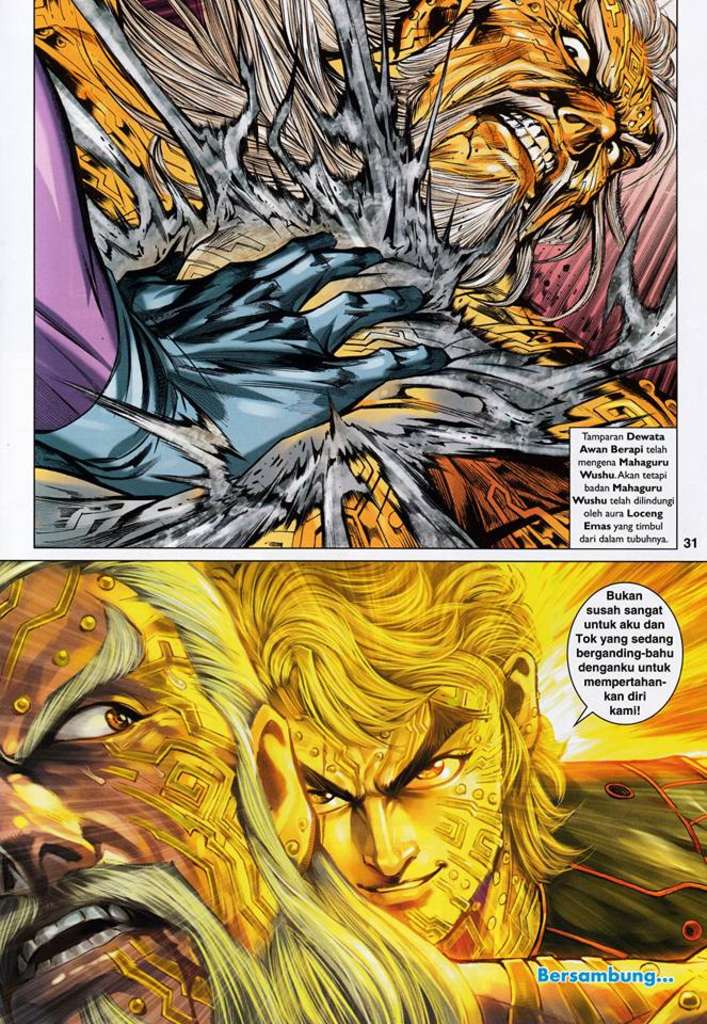 Tamparan Dewata
Awan Berapi telah
mengena Mahaguru
Wushu. Akan tetapi
badan Mahaguru
Wushu telah dilindungi
oleh aura Loceng
Emas yang timbul
dari dalam tubuhnya.
31
Bukan
susah sangat
untuk aku dan
Tok yang sedang
berganding-bahu
denganku untuk
mempertahan-
kan diri
kami!
Bersambung...